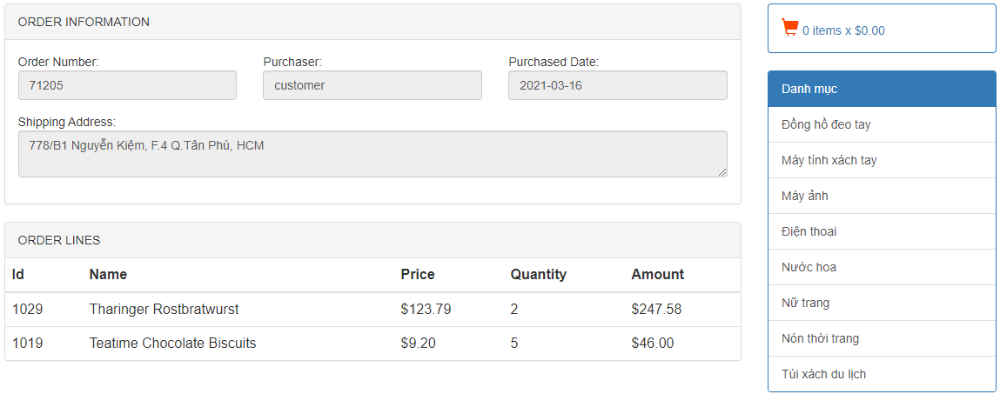 ORDER INFORMATION
Order Number: Purchaser: Purchased Date:
71205 customer 2021-03-16
Shipping Address:
778/B1 Nguyễn Kiệm, F.4 Q.Tân Phú, HCM
ORDER LINES
Id Name Price Quantity Amount
1029 Tharinger Rostbratwurst $123.79 2 $247.58
1019 Teatime Chocolate Biscuits $9.20 5 $46.00
0 items x $0.00
Danh mục
Đồng hồ đeo tay
Máy tính xách tay
Máy ảnh
Điện thoại
Nước hoa
Nữ trang
Nón thời trang
Túi xách du lịch